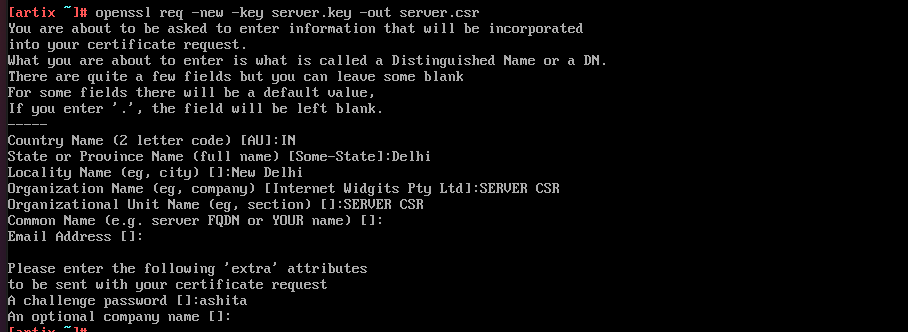 [artix ~]# openssl req -new -key server.key -out server.csr
You are about to be asked to enter information that will be incorporated
into your certificate request.
What you are about to enter is what is called a Distinguished Name or a DN.
There are quite a few fields but you can leave some blank
For some fields there will be a default value,
If you enter '.', the field will be left blank.
-----
Country Name (2 letter code) [AU]:IN
State or Province Name (full name) [Some-State]:Delhi
Locality Name (eg, city) []:New Delhi
Organization Name (eg, company) [Internet Widgits Pty Ltd]:SERVER CSR
Organizational Unit Name (eg, section) []:SERVER CSR
Common Name (e.g. server FQDN or YOUR name) []:
Email Address []:
Please enter the following 'extra' attributes
to be sent with your certificate request
A challenge password []:ashita
An optional company name []:
[artix ~]#